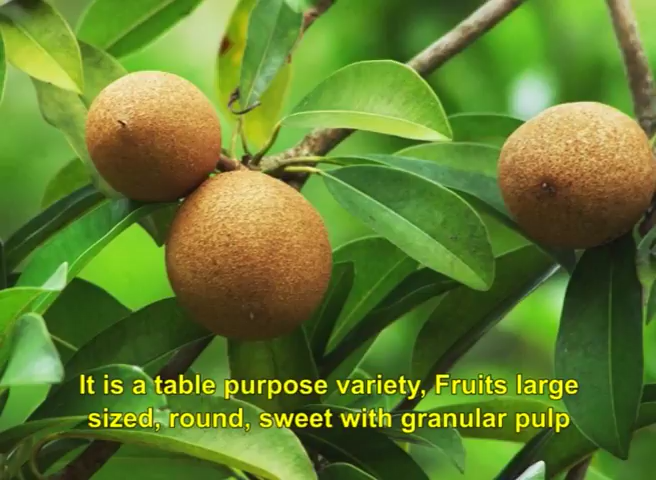 It is a table purpose variety, Fruits large
sized, round, sweet with granular pulp